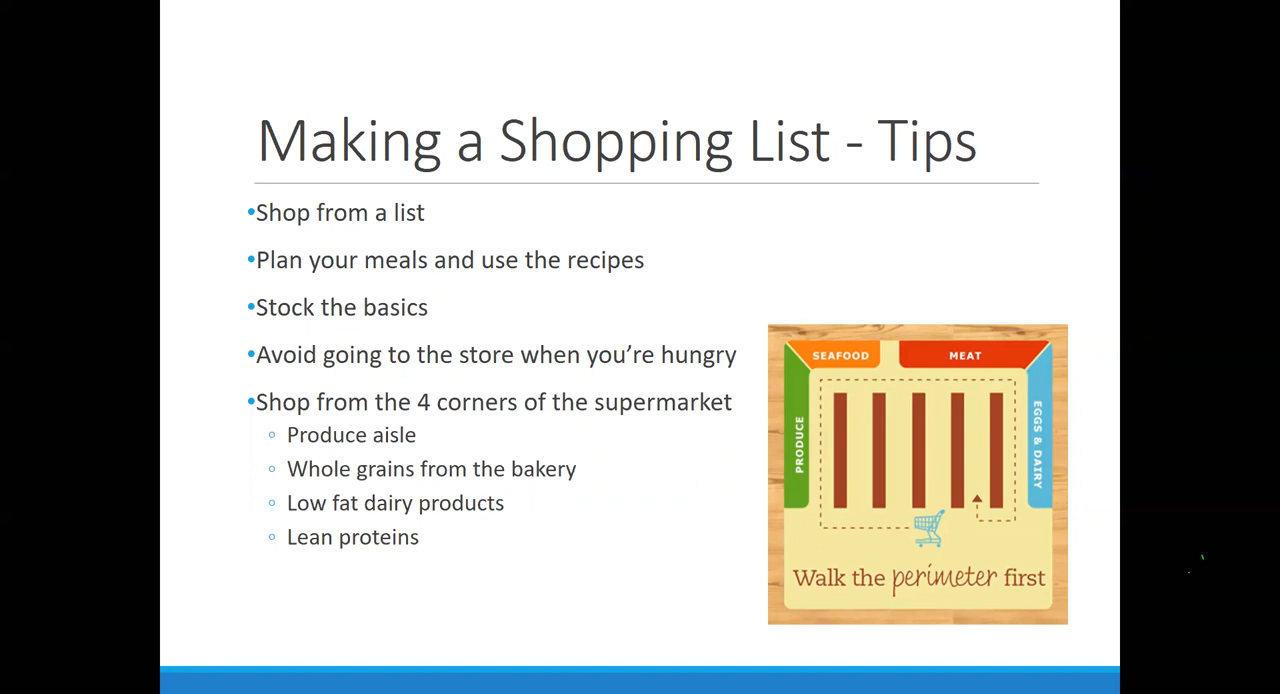 Making a Shopping List - Tips
•Shop from a list
•Plan your meals and use the recipes
•Stock the basics
•Avoid going to the store when you’re hungry
•Shop from the 4 corners of the supermarket
◦ Produce aisle
◦ Whole grains from the bakery
◦ Low fat dairy products
◦ Lean proteins
SEAFOOD
MEAT
PRODUCE
EGGS & DAIRY
Walk the perimeter first